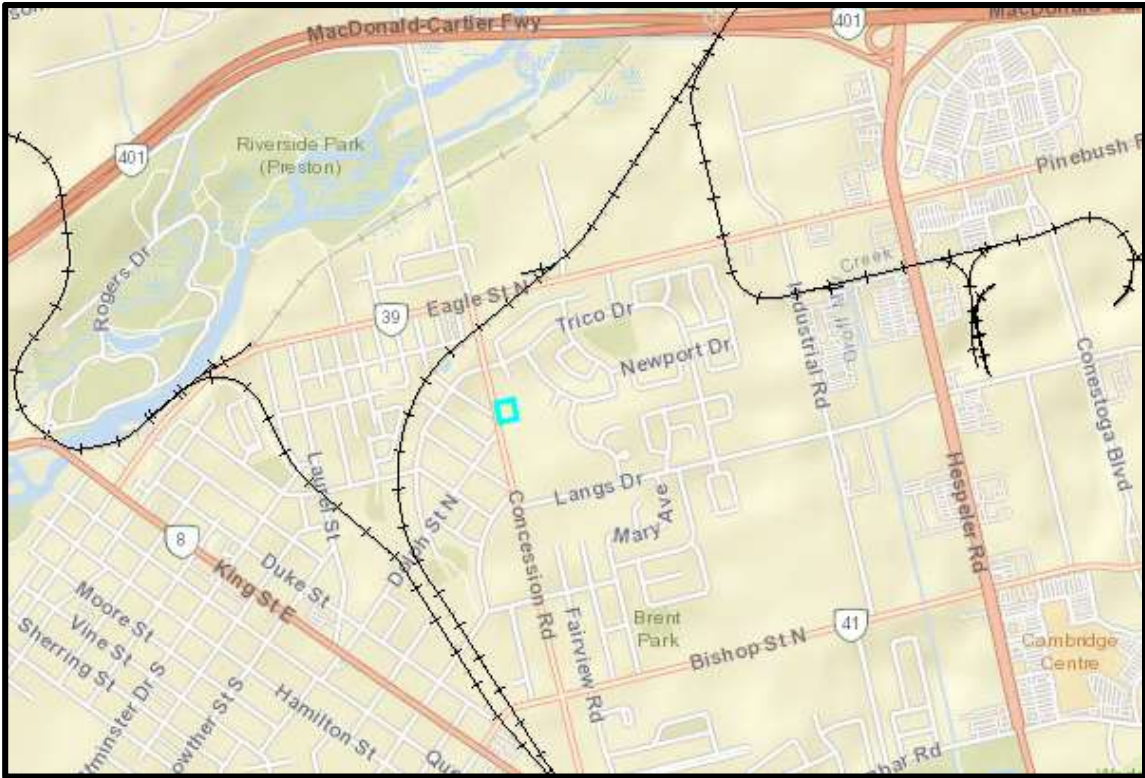 MacDonald-Cartier Fwy
401
Riverside Park
(Preston)
401
Pinebush
Rogers Dr
Creek
Eagle St N
39
Trico Dr
Newport Dr
Industrial Rd
Conestoga Blvd
Langs Dr
Ave
Mary
Laurel St
Concession Rd
Hespeler Rd
8
Duke St
King St E
Moore St
Vine St
Sherring St
Fairview Rd
Brent
Park
41
Bishop St N
Cambridge
Centre
Hamilton St